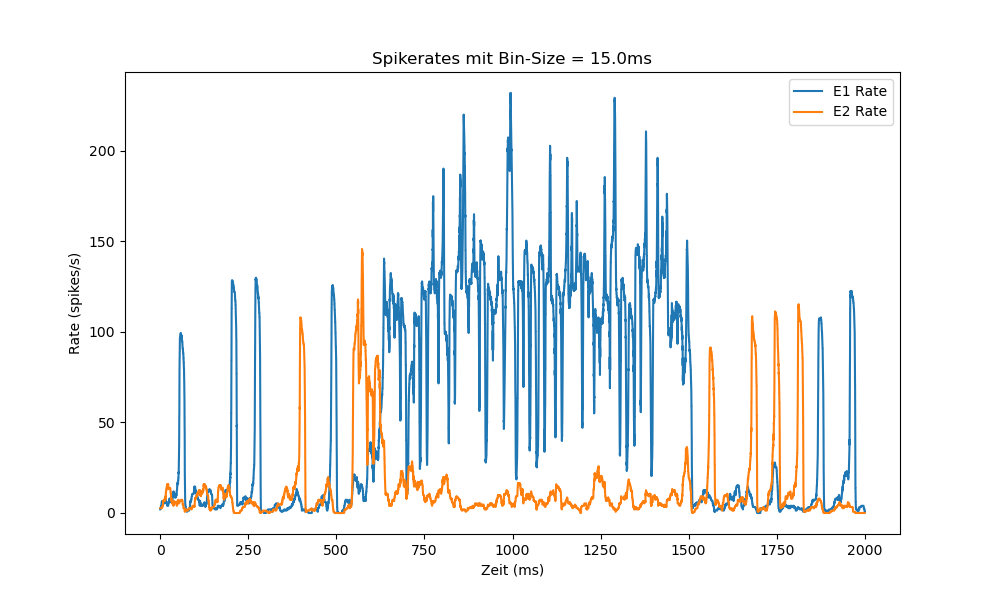 Spikerates mit Bin-Size = 15.0ms
E1 Rate
E2 Rate
Rate (spikes/s)
200
150
100
50
0
0 250 500 750 1000 1250 1500 1750 2000
Zeit (ms)